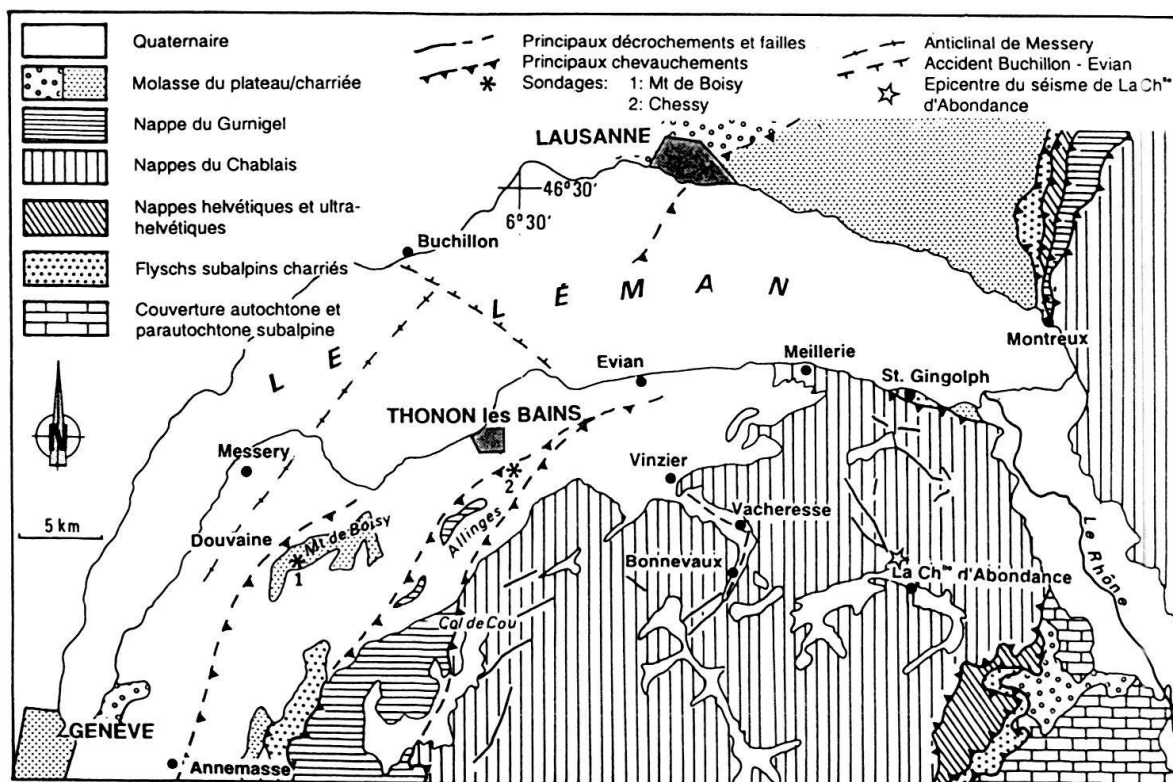 Quaternaire
Molasse du plateau/charriée
Nappe du Gurnigel
Nappes du Chablais
Nappes helvétiques et ultra-
helvétiques
Flyschs subalpins charriés
Couverture autochtone et
parautochtone subalpine
Principaux décrochements et failles
Principaux chevauchements
Sondages: 1: Mt de Boisy
2: Chessy
Anticlinal de Messery
Accident Buchillon - Evian
Epicentre du séisme de La Chlle
d'Abondance
LAUSANNE
46° 30'
6° 30'
Buchillon
LE LÉMAN
Montreux
Meillerie
Evian
St. Gingolph
THONON les BAINS
N
Messery
2
Vinzier
5 km
Vacheresse
Allinges
Mt de Boisy
Douvaine
1
Bonnevaux
Le Rhône
La Chlle d'Abondance
Col de Cou
GENÈVE
Annemasse